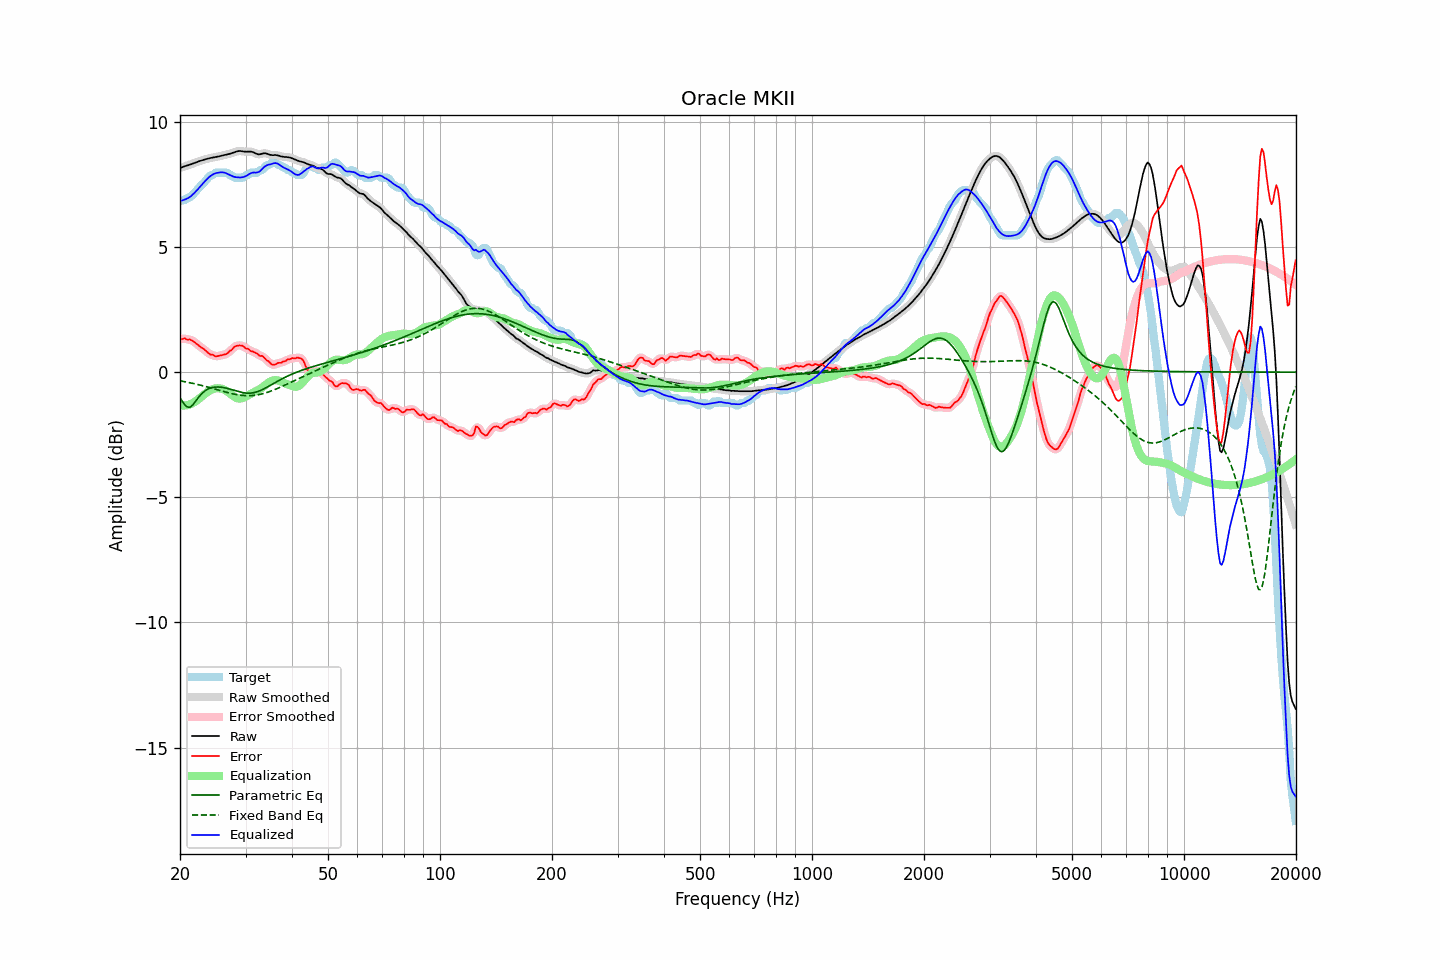 Oracle MKII
10
5
0
−5
−10
−15
Amplitude (dBr)
Target
Raw Smoothed
Error Smoothed
Raw
Error
Equalization
Parametric Eq
Fixed Band Eq
Equalized
20 50 100 200 500 1000 2000 5000 10000 20000
Frequency (Hz)